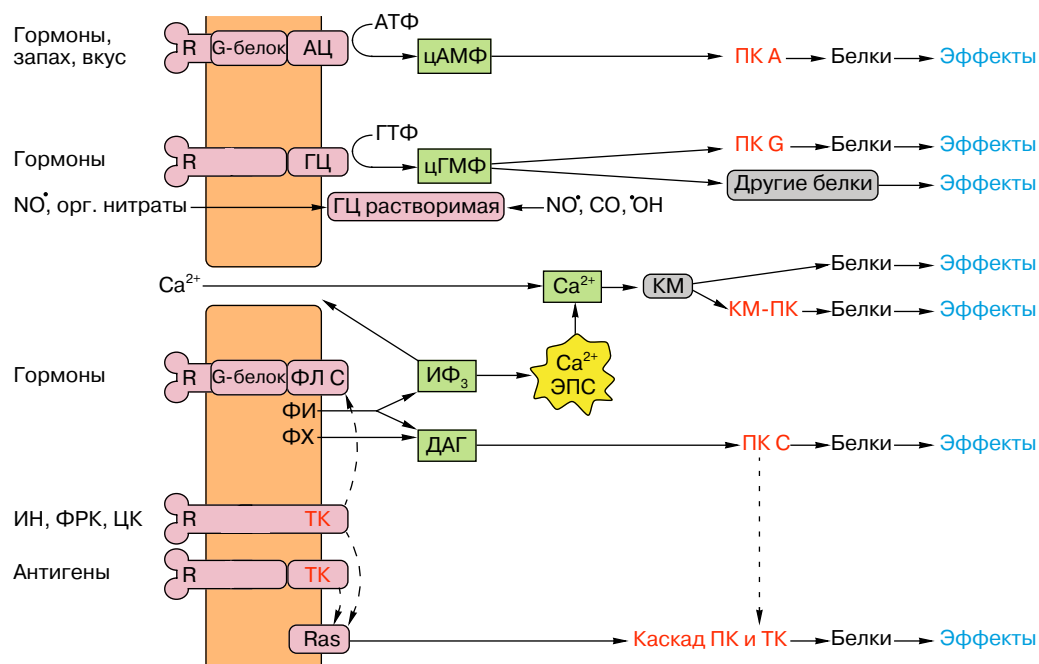 Гормоны,
запах, вкус
R
G-белок
АЦ
АТФ
цАМФ
ПК А
Белки
Эффекты
Гормоны
R
ГЦ
ГТФ
цГМФ
ПК G
Белки
Эффекты
Другие белки
Эффекты
NO•, орг. нитраты
ГЦ растворимая
NO•, CO, •OH
Ca²⁺
Ca²⁺
КМ
Белки
Эффекты
КМ-ПК
Белки
Эффекты
Гормоны
R
G-белок
ФЛ С
ИФ₃
Ca²⁺
ЭПС
ФИ
ФХ
ДАГ
ПК С
Белки
Эффекты
ИН, ФРК, ЦК
R
ТК
Антигены
R
ТК
Ras
Каскад ПК и ТК
Белки
Эффекты